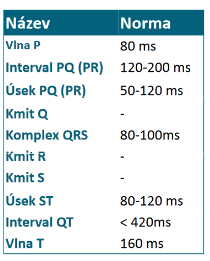 Název Norma
Vlna P 80 ms
Interval PQ (PR) 120-200 ms
Úsek PQ (PR) 50-120 ms
Kmit Q -
Komplex QRS 80-100ms
Kmit R -
Kmit S -
Úsek ST 80-120 ms
Interval QT < 420ms
Vlna T 160 ms